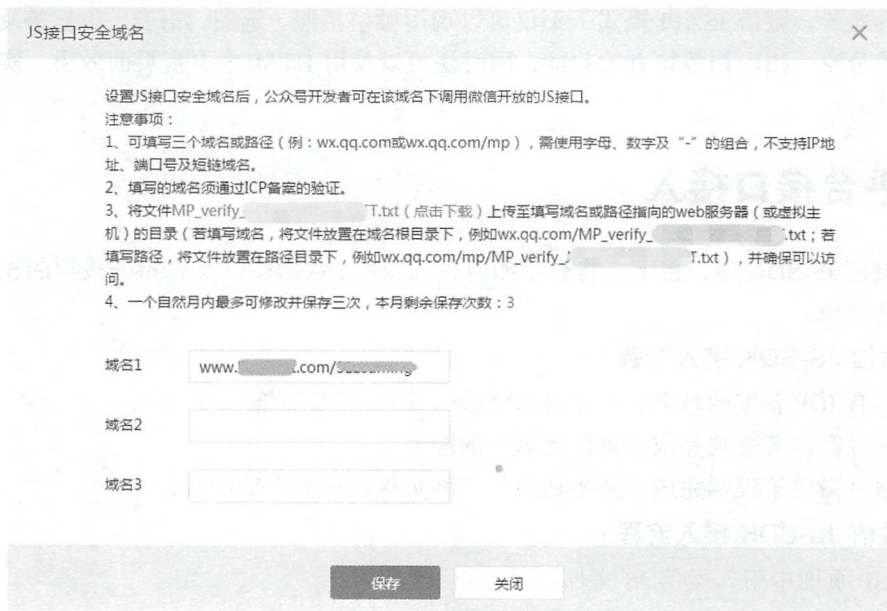 JS接口安全域名
设置JS接口安全域名后，公众号开发者可在该域名下调用微信开放的JS接口。
注意事项：
1、可填写三个域名或路径（例：wx.qq.com或wx.qq.com/mp），需使用字母、数字及“-”的组合，不支持IP地
址、端口号及短链域名。
2、填写的域名须通过ICP备案的验证。
3、将文件MP_verify_ T.txt（点击下载）上传至填写域名或路径指向的web服务器（或虚拟主
机）的目录（若填写域名，将文件放置在域名根目录下，例如wx.qq.com/MP_verify_ .txt；若
填写路径，将文件放置在路径目录下，例如wx.qq.com/mp/MP_verify_ T.txt），并确保可以访
问。
4、一个自然月内最多可修改并保存三次，本月剩余保存次数：3
域名1
www. .com/
域名2
域名3
保存
关闭